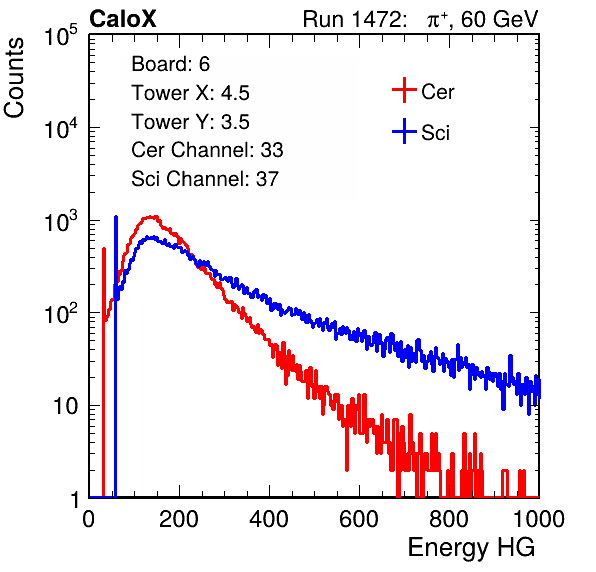 CaloX Run 1472: π⁺, 60 GeV
Counts
10⁵
10⁴
10³
10²
10
1
Board: 6
Tower X: 4.5
Tower Y: 3.5
Cer Channel: 33
Sci Channel: 37
Cer
Sci
0 200 400 600 800 1000
Energy HG